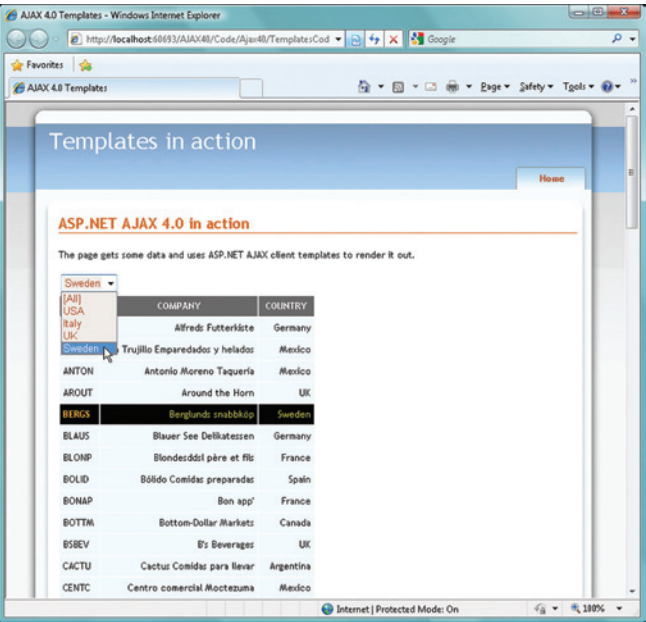 AJAX 4.0 Templates - Windows Internet Explorer
http://localhost:60693/AJAX40/Code/Ajax40/TemplatesCod
Google
Favorites
AJAX 4.0 Templates
Page
Safety
Tools
Templates in action
Home
ASP.NET AJAX 4.0 in action
The page gets some data and uses ASP.NET AJAX client templates to render it out.
Sweden
[All]
USA
Italy
UK
Sweden
COMPANY COUNTRY
Alfreds Futterkiste Germany
Trujillo Emparedados y helados Mexico
ANTON Antonio Moreno Taquería Mexico
AROUT Around the Horn UK
BERGS Berglunds snabbköp Sweden
BLAUS Blauer See Delikatessen Germany
BLONP Blondesddsl père et fils France
BOLID Bólido Comidas preparadas Spain
BONAP Bon app' France
BOTTM Bottom-Dollar Markets Canada
BSBEV B's Beverages UK
CACTU Cactus Comidas para llevar Argentina
CENTC Centro comercial Moctezuma Mexico
Internet | Protected Mode: On
100%